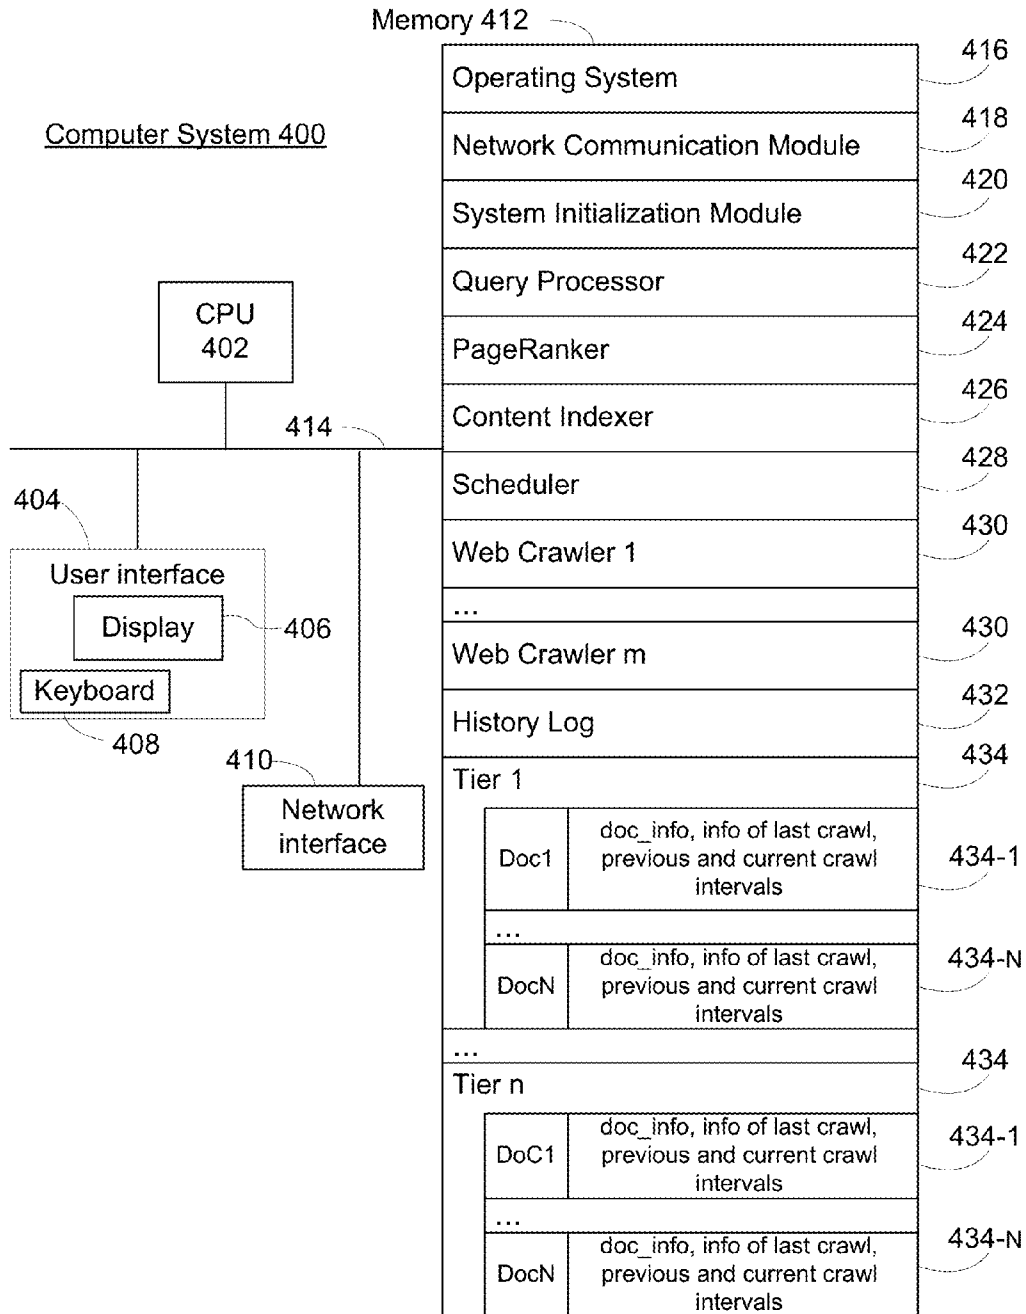 Memory 412
Operating System
416
Computer System 400
Network Communication Module
418
System Initialization Module
420
Query Processor
422
CPU
402
PageRanker
424
Content Indexer
426
414
Scheduler
428
404
Web Crawler 1
430
User interface
Display
406
...
Keyboard
408
Web Crawler m
430
History Log
432
410
Network
interface
Tier 1
434
Doc1
doc_info, info of last crawl,
previous and current crawl
intervals
434-1
...
DocN
doc_info, info of last crawl,
previous and current crawl
intervals
434-N
...
Tier n
434
DoC1
doc_info, info of last crawl,
previous and current crawl
intervals
434-1
...
DocN
doc_info, info of last crawl,
previous and current crawl
intervals
434-N